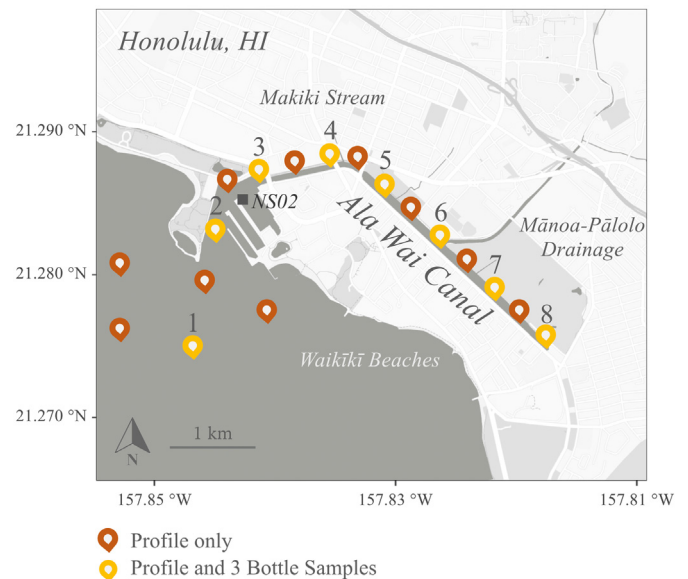 Honolulu, HI
Makiki Stream
21.290 °N
3
4
5
NS02
2
6
Mānoa-Pālolo
Drainage
Ala Wai Canal
21.280 °N
7
8
1
Waikīkī Beaches
21.270 °N
N
1 km
157.85 °W
157.83 °W
157.81 °W
Profile only
Profile and 3 Bottle Samples